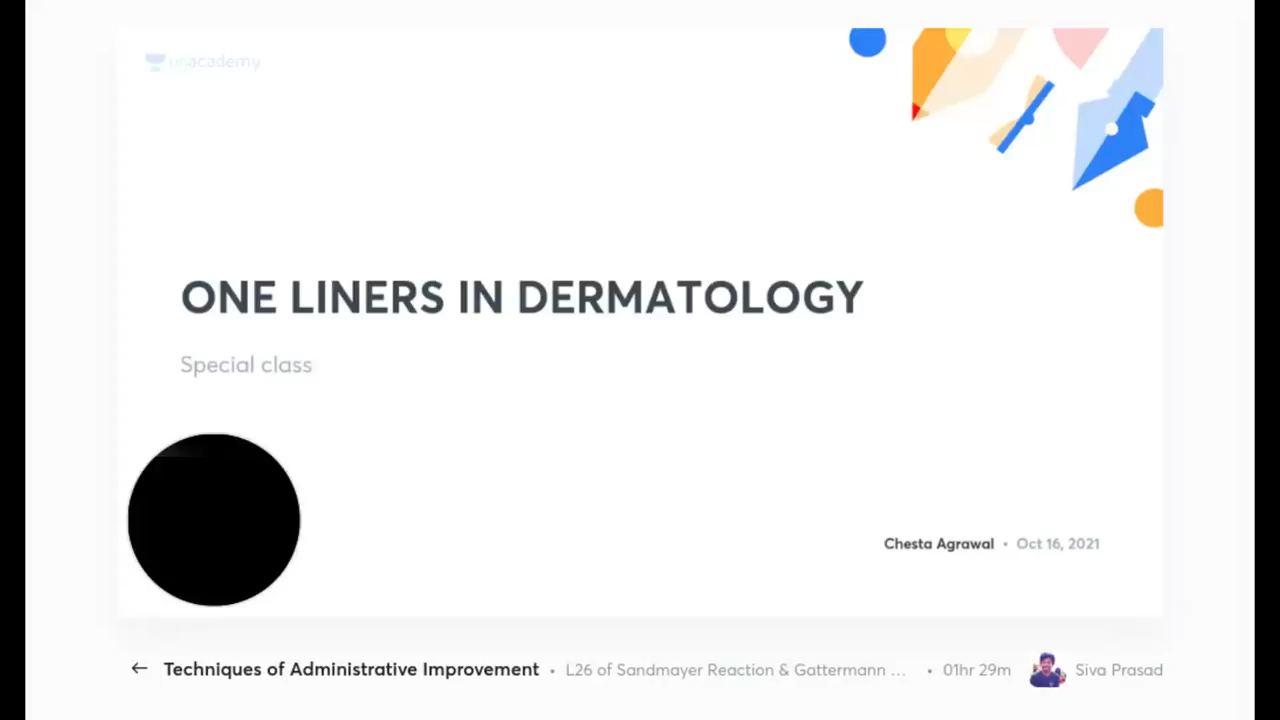 unacademy
ONE LINERS IN DERMATOLOGY
Special class
Chesta Agrawal • Oct 16, 2021
← Techniques of Administrative Improvement • L26 of Sandmayer Reaction & Gattermann ... • 01hr 29m Siva Prasad